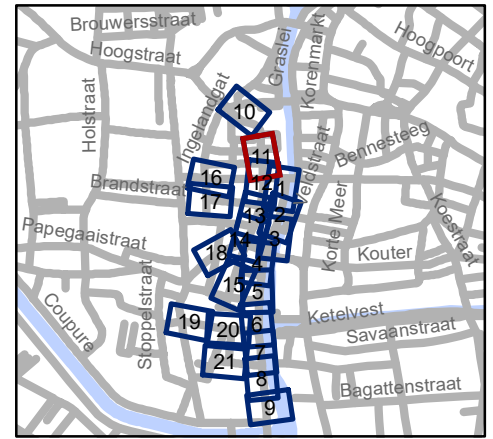 Brouwersstraat
Hoogstraat
Graslei
Korenmarkt
Hoogpoort
Holstraat
Ingelandgat
10
11
Bennesteeg
16
Brandstraat
12
1
Veldstraat
17
13
2
Korte Meer
Koestraat
Papegaaistraat
14
3
18
4
Kouter
15
5
Coupure
Stoppelstraat
19
20
6
Ketelvest
Savaanstraat
21
7
8
Bagattenstraat
9